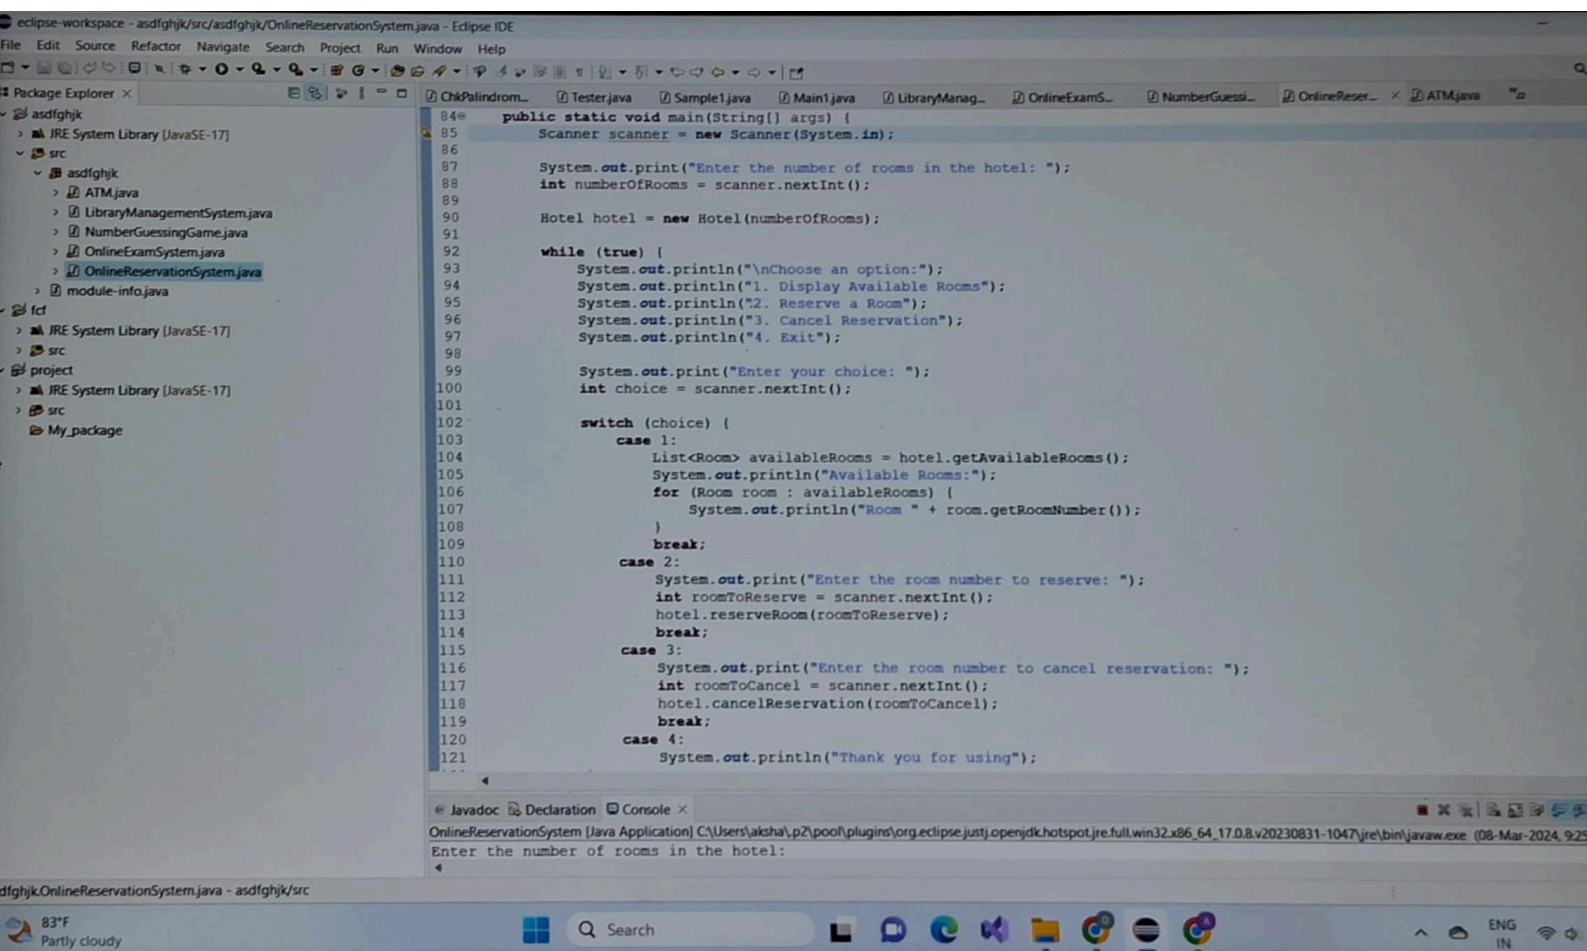 eclipse-workspace - asdfghjk/src/asdfghjk/OnlineReservationSystem.java - Eclipse IDE
File Edit Source Refactor Navigate Search Project Run Window Help
Package Explorer ×
ChkPalindrom... Tester.java Sample1.java Main1.java LibraryManag... OnlineExamS... NumberGuessi... OnlineReser... × ATM.java
asdfghjk
JRE System Library [JavaSE-17]
src
asdfghjk
ATM.java
LibraryManagementSystem.java
NumberGuessingGame.java
OnlineExamSystem.java
OnlineReservationSystem.java
module-info.java
fcf
JRE System Library [JavaSE-17]
src
project
JRE System Library [JavaSE-17]
src
My_package
84 public static void main(String[] args) {
85 Scanner scanner = new Scanner(System.in);
86
87 System.out.print("Enter the number of rooms in the hotel: ");
88 int numberOfRooms = scanner.nextInt();
89
90 Hotel hotel = new Hotel(numberOfRooms);
91
92 while (true) {
93 System.out.println("\nChoose an option:");
94 System.out.println("1. Display Available Rooms");
95 System.out.println("2. Reserve a Room");
96 System.out.println("3. Cancel Reservation");
97 System.out.println("4. Exit");
98
99 System.out.print("Enter your choice: ");
100 int choice = scanner.nextInt();
101
102 switch (choice) {
103 case 1:
104 List<Room> availableRooms = hotel.getAvailableRooms();
105 System.out.println("Available Rooms:");
106 for (Room room : availableRooms) {
107 System.out.println("Room " + room.getRoomNumber());
108 }
109 break;
110 case 2:
111 System.out.print("Enter the room number to reserve: ");
112 int roomToReserve = scanner.nextInt();
113 hotel.reserveRoom(roomToReserve);
114 break;
115 case 3:
116 System.out.print("Enter the room number to cancel reservation: ");
117 int roomToCancel = scanner.nextInt();
118 hotel.cancelReservation(roomToCancel);
119 break;
120 case 4:
121 System.out.println("Thank you for using");
Javadoc Declaration Console ×
OnlineReservationSystem [Java Application] C:\Users\aksha\.p2\pool\plugins\org.eclipse.justj.openjdk.hotspot.jre.full.win32.x86_64_17.0.8.v20230831-1047\jre\bin\javaw.exe (08-Mar-2024, 9:25
Enter the number of rooms in the hotel:
dfghjk.OnlineReservationSystem.java - asdfghjk/src
83°F
Partly cloudy
Search
ENG
IN